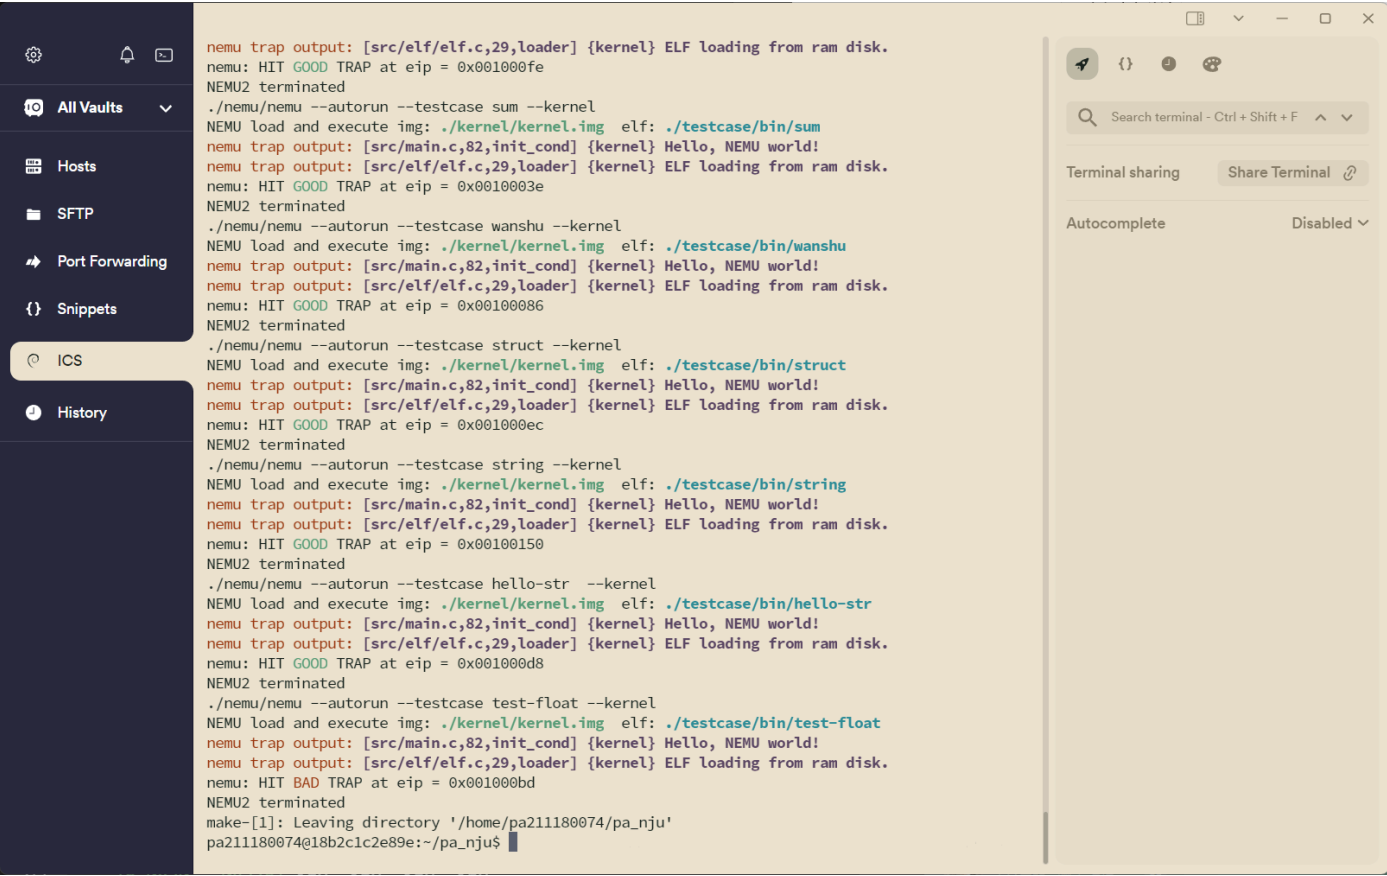 All Vaults
Hosts
SFTP
Port Forwarding
{} Snippets
ICS
History
nemu trap output: [src/elf/elf.c,29,loader] {kernel} ELF loading from ram disk.
nemu: HIT GOOD TRAP at eip = 0x001000fe
NEMU2 terminated
./nemu/nemu --autorun --testcase sum --kernel
NEMU load and execute img: ./kernel/kernel.img  elf: ./testcase/bin/sum
nemu trap output: [src/main.c,82,init_cond] {kernel} Hello, NEMU world!
nemu trap output: [src/elf/elf.c,29,loader] {kernel} ELF loading from ram disk.
nemu: HIT GOOD TRAP at eip = 0x0010003e
NEMU2 terminated
./nemu/nemu --autorun --testcase wanshu --kernel
NEMU load and execute img: ./kernel/kernel.img  elf: ./testcase/bin/wanshu
nemu trap output: [src/main.c,82,init_cond] {kernel} Hello, NEMU world!
nemu trap output: [src/elf/elf.c,29,loader] {kernel} ELF loading from ram disk.
nemu: HIT GOOD TRAP at eip = 0x00100086
NEMU2 terminated
./nemu/nemu --autorun --testcase struct --kernel
NEMU load and execute img: ./kernel/kernel.img  elf: ./testcase/bin/struct
nemu trap output: [src/main.c,82,init_cond] {kernel} Hello, NEMU world!
nemu trap output: [src/elf/elf.c,29,loader] {kernel} ELF loading from ram disk.
nemu: HIT GOOD TRAP at eip = 0x001000ec
NEMU2 terminated
./nemu/nemu --autorun --testcase string --kernel
NEMU load and execute img: ./kernel/kernel.img  elf: ./testcase/bin/string
nemu trap output: [src/main.c,82,init_cond] {kernel} Hello, NEMU world!
nemu trap output: [src/elf/elf.c,29,loader] {kernel} ELF loading from ram disk.
nemu: HIT GOOD TRAP at eip = 0x00100150
NEMU2 terminated
./nemu/nemu --autorun --testcase hello-str  --kernel
NEMU load and execute img: ./kernel/kernel.img  elf: ./testcase/bin/hello-str
nemu trap output: [src/main.c,82,init_cond] {kernel} Hello, NEMU world!
nemu trap output: [src/elf/elf.c,29,loader] {kernel} ELF loading from ram disk.
nemu: HIT GOOD TRAP at eip = 0x001000d8
NEMU2 terminated
./nemu/nemu --autorun --testcase test-float --kernel
NEMU load and execute img: ./kernel/kernel.img  elf: ./testcase/bin/test-float
nemu trap output: [src/main.c,82,init_cond] {kernel} Hello, NEMU world!
nemu trap output: [src/elf/elf.c,29,loader] {kernel} ELF loading from ram disk.
nemu: HIT BAD TRAP at eip = 0x001000bd
NEMU2 terminated
make-[1]: Leaving directory '/home/pa211180074/pa_nju'
pa211180074@18b2c1c2e89e:~/pa_nju$
{}
Search terminal - Ctrl + Shift + F
Terminal sharing Share Terminal
Autocomplete Disabled